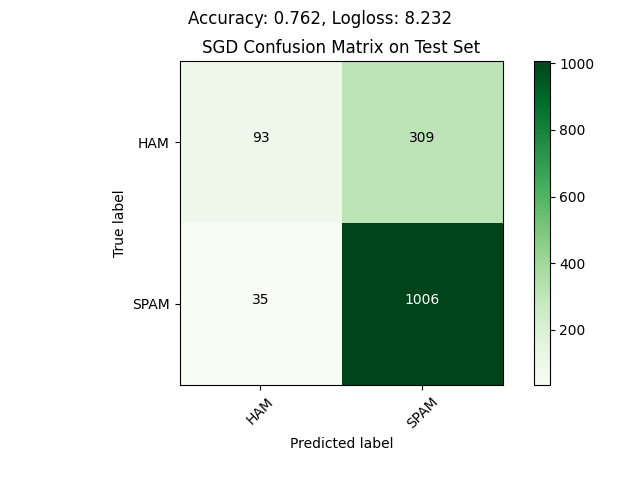 Accuracy: 0.762, Logloss: 8.232
SGD Confusion Matrix on Test Set
1000
800
600
400
200
True label
HAM
93
309
SPAM
35
1006
HAM
SPAM
Predicted label